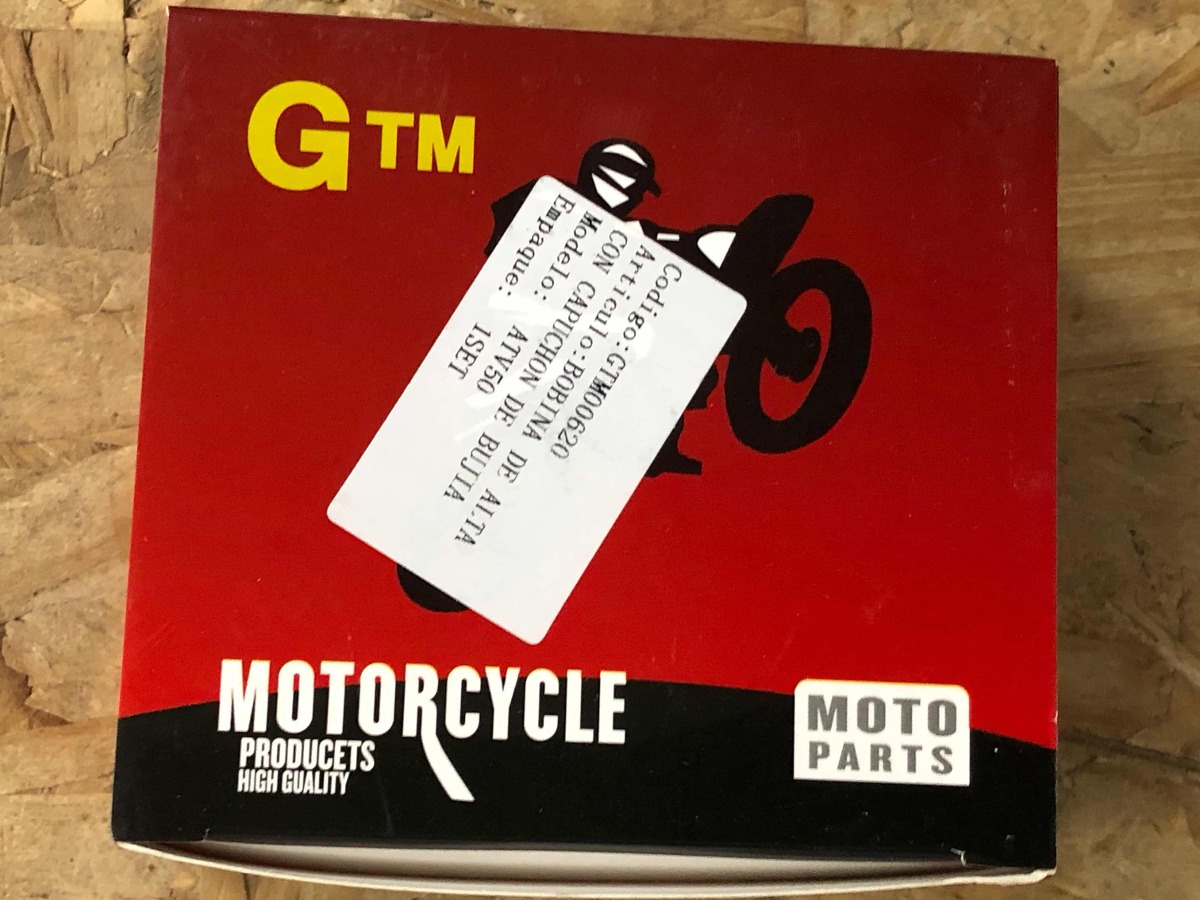 GTM
Codigo:GTM00620
Articulo:BOBINA DE ALTA
CON CAPUCHON DE BUJIA
Modelo: ATV50
Empaque: 1SET
MOTORCYCLE
PRODUCETS
HIGH GUALITY
MOTO
PARTS